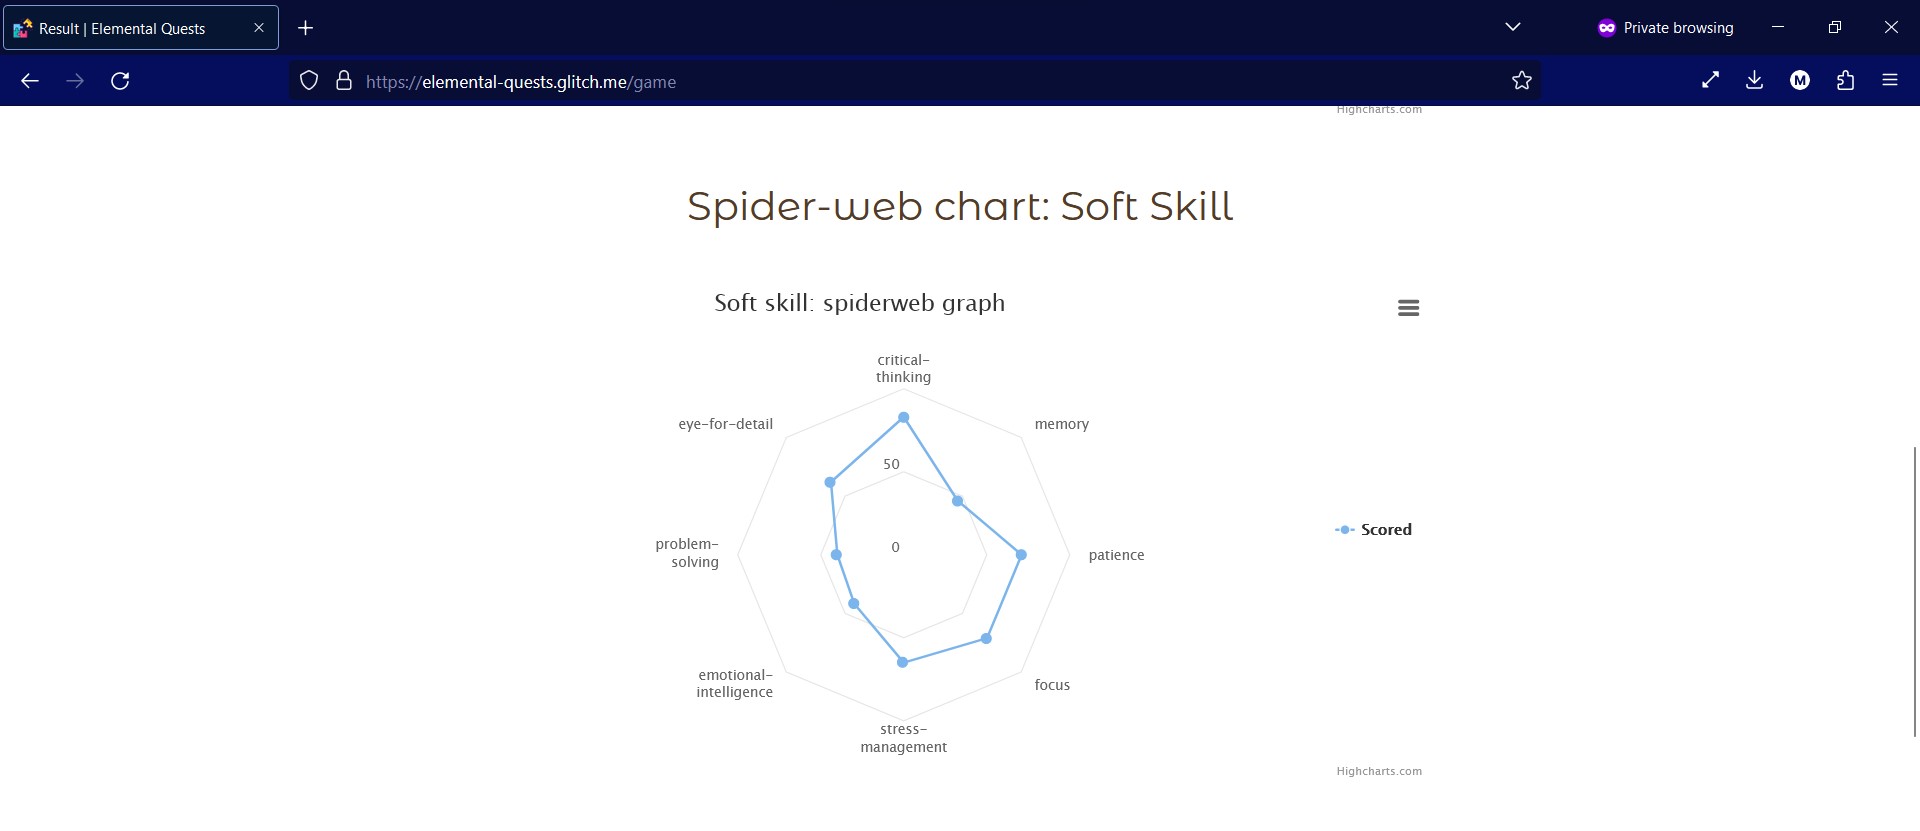 Result | Elemental Quests
Private browsing
https://elemental-quests.glitch.me/game
M
Highcharts.com
Spider-web chart: Soft Skill
Soft skill: spiderweb graph
critical-
thinking
eye-for-detail
memory
50
problem-
solving
0
patience
Scored
emotional-
intelligence
focus
stress-
management
Highcharts.com